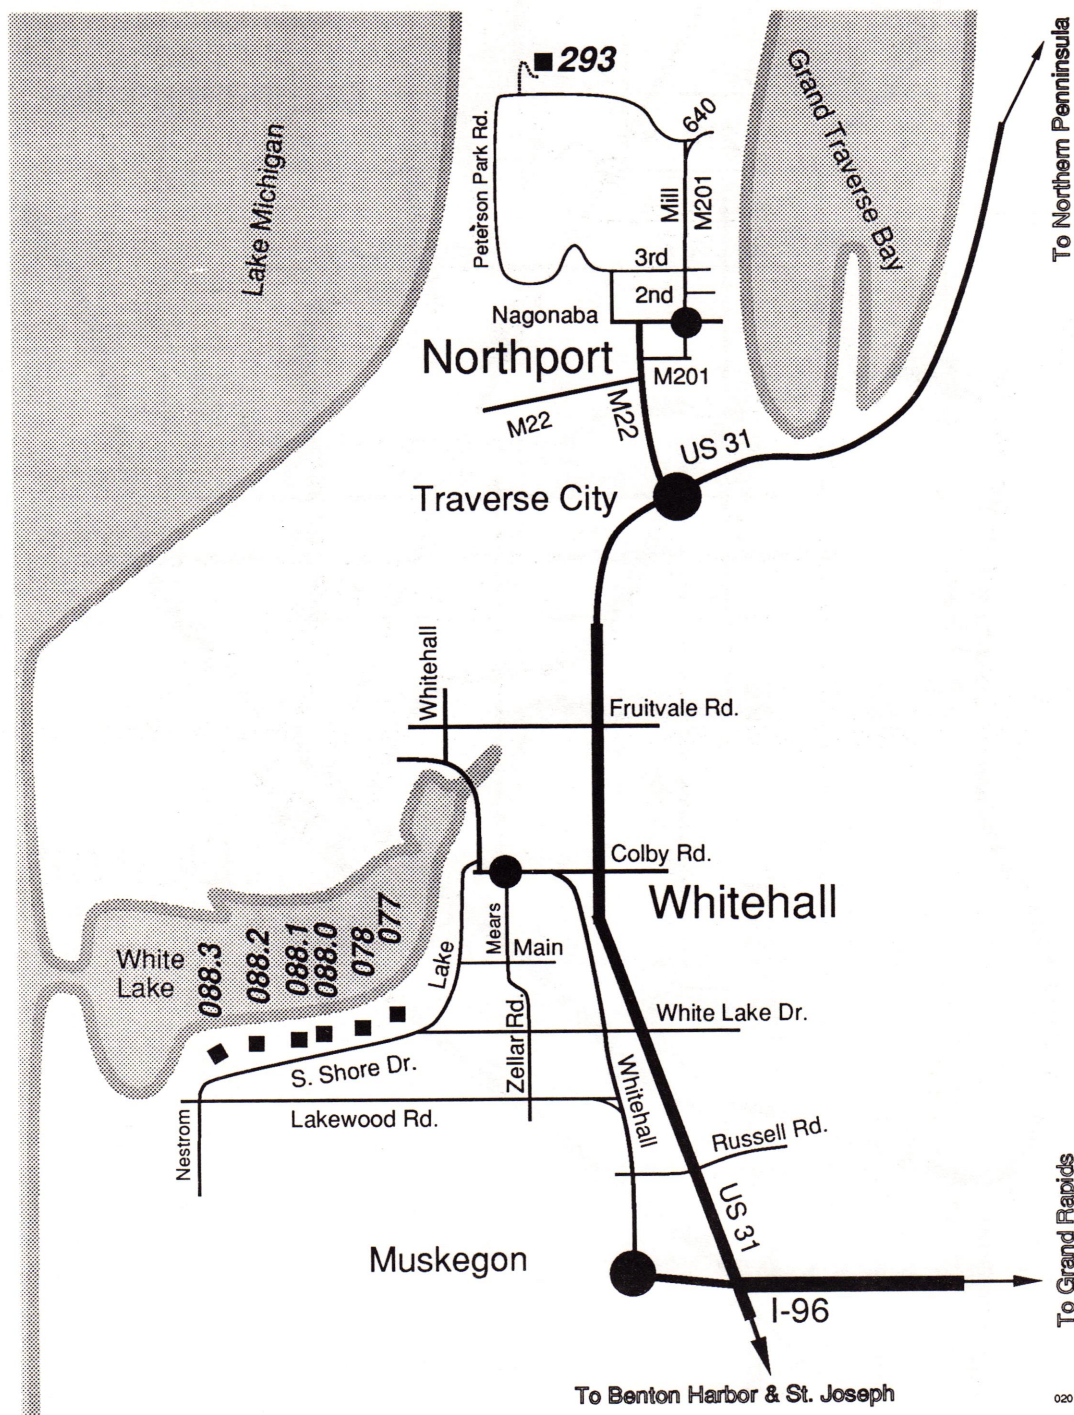 293
To Northern Penninsula
Grand Traverse Bay
640
Peterson Park Rd.
Lake Michigan
Mill
M201
3rd
2nd
Nagonaba
Northport
M201
M22
M22
US 31
Traverse City
Whitehall
Fruitvale Rd.
Colby Rd.
Whitehall
077
078
088.0
088.1
088.2
088.3
White
Lake
Lake
Mears
Main
White Lake Dr.
Zellar Rd.
S. Shore Dr.
Whitehall
Lakewood Rd.
Nestrom
Russell Rd.
US 31
Muskegon
To Grand Rapids
I-96
To Benton Harbor & St. Joseph
020